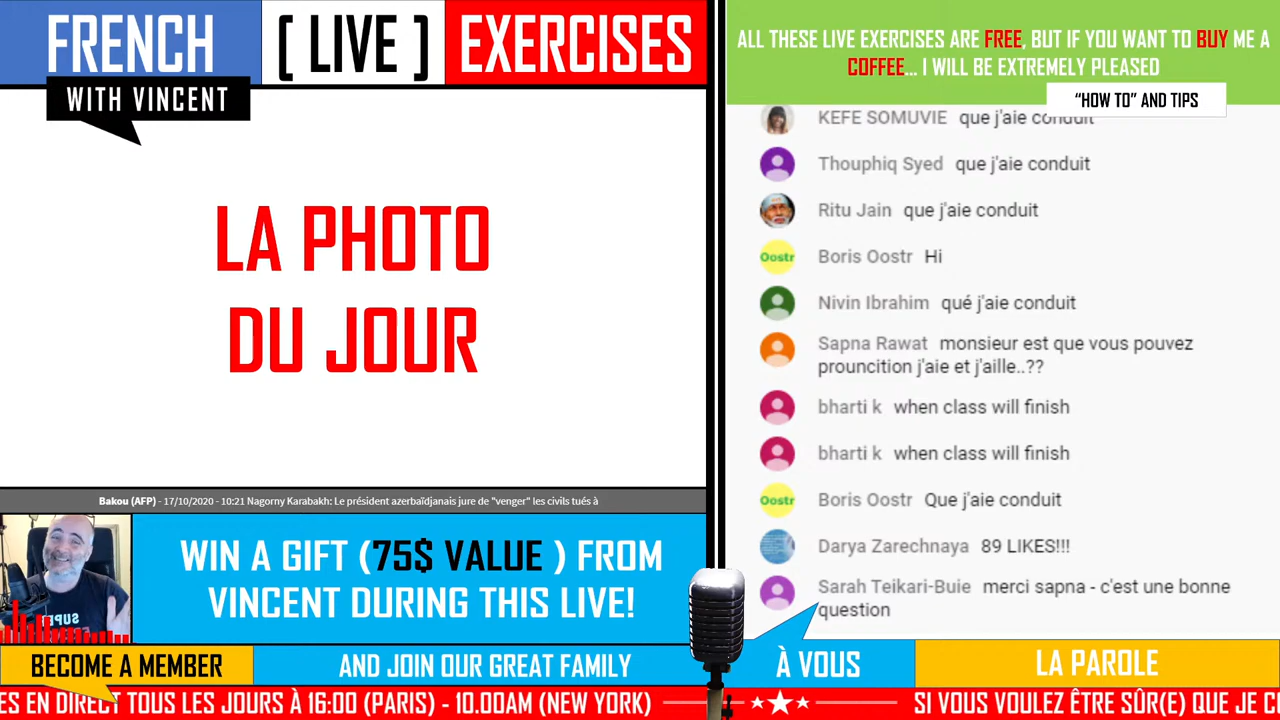 FRENCH
[ LIVE ]
EXERCISES
WITH VINCENT
LA PHOTO
DU JOUR
Bakou (AFP) - 17/10/2020 - 10:21 Nagorny Karabakh: Le président azerbaïdjanais jure de "venger" les civils tués à
WIN A GIFT (75$ VALUE ) FROM
VINCENT DURING THIS LIVE!
BECOME A MEMBER
AND JOIN OUR GREAT FAMILY
ALL THESE LIVE EXERCISES ARE FREE, BUT IF YOU WANT TO BUY ME A
COFFEE... I WILL BE EXTREMELY PLEASED
“HOW TO” AND TIPS
KEFE SOMUVIE que j'aie conduit
Thouphiq Syed que j'aie conduit
Ritu Jain que j'aie conduit
Oostr
Boris Oostr Hi
Nivin Ibrahim qué j'aie conduit
Sapna Rawat monsieur est que vous pouvez
prouncition j'aie et j'aille..??
bharti k when class will finish
bharti k when class will finish
Oostr
Boris Oostr Que j'aie conduit
Darya Zarechnaya 89 LIKES!!!
Sarah Teikari-Buie merci sapna - c'est une bonne
question
À VOUS
LA PAROLE
ES EN DIRECT TOUS LES JOURS À 16:00 (PARIS) - 10.00AM (NEW YORK)
SI VOUS VOULEZ ÊTRE SÛR(E) QUE JE C